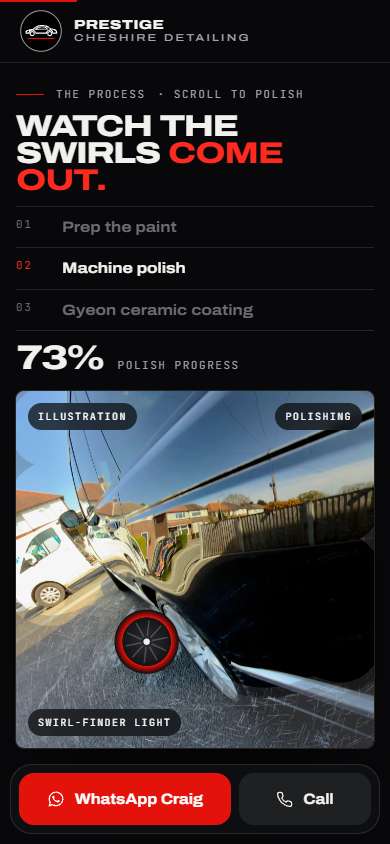 PRESTIGE
CHESHIRE DETAILING
THE PROCESS · SCROLL TO POLISH
WATCH THE
SWIRLS COME
OUT.
01 Prep the paint
02 Machine polish
03 Gyeon ceramic coating
73% POLISH PROGRESS
ILLUSTRATION POLISHING
SWIRL-FINDER LIGHT
WhatsApp Craig Call